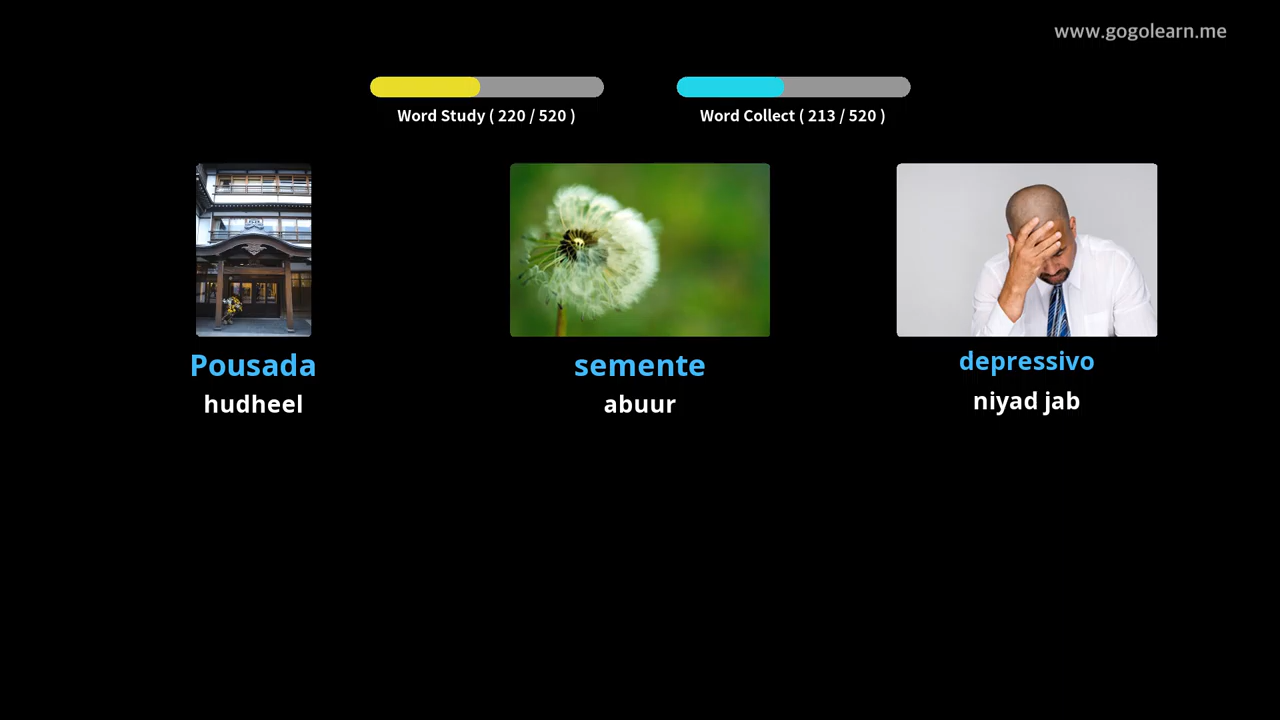 www.gogolearn.me
Word Study ( 220 / 520 )
Word Collect ( 213 / 520 )
Pousada
hudheel
semente
abuur
depressivo
niyad jab